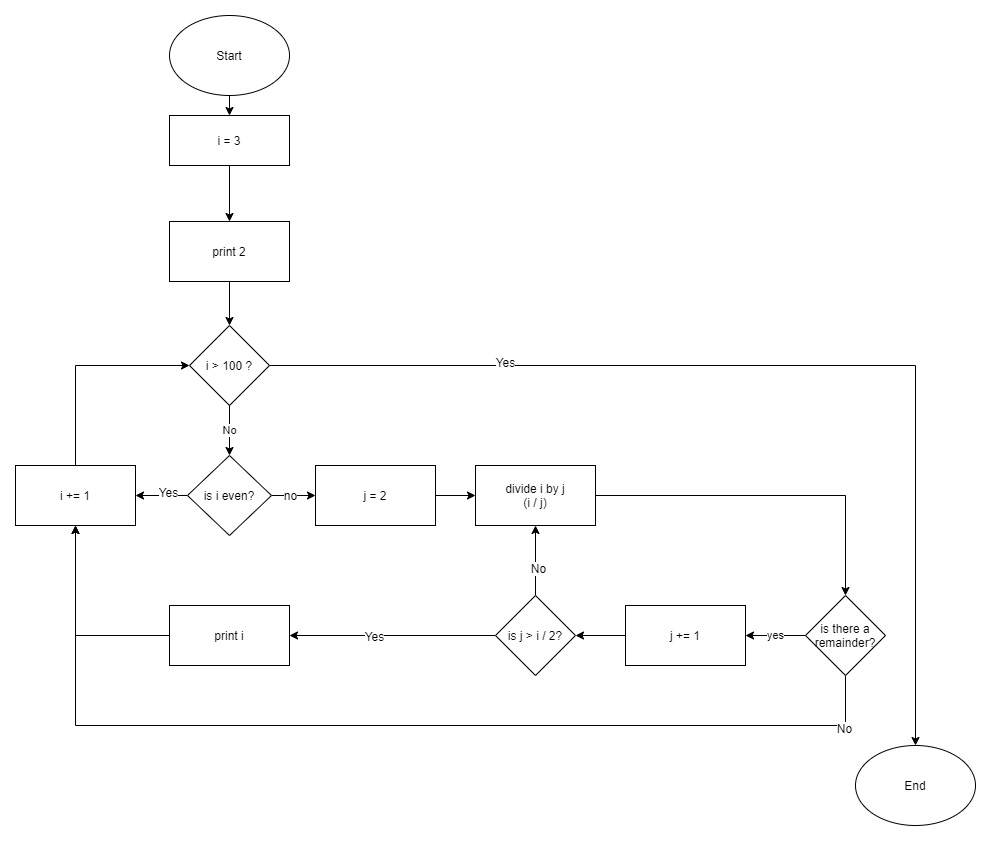 Start
i = 3
print 2
i > 100 ?
Yes
No
i += 1
Yes
is i even?
no
j = 2
divide i by j
(i / j)
No
print i
Yes
is j > i / 2?
j += 1
yes
is there a
remainder?
No
End